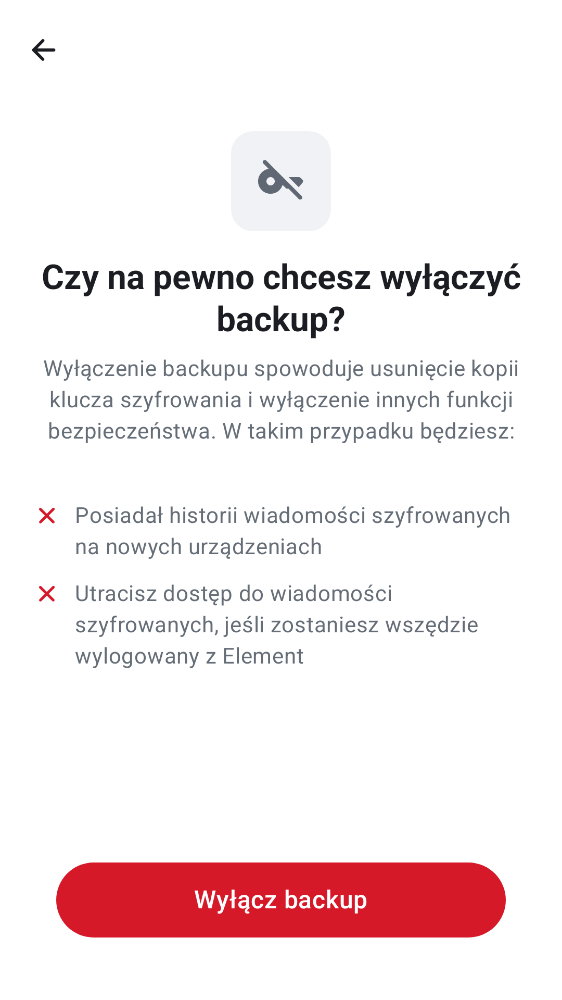 Czy na pewno chcesz wyłączyć
backup?
Wyłączenie backupu spowoduje usunięcie kopii
klucza szyfrowania i wyłączenie innych funkcji
bezpieczeństwa. W takim przypadku będziesz:
Posiadał historii wiadomości szyfrowanych
na nowych urządzeniach
Utracisz dostęp do wiadomości
szyfrowanych, jeśli zostaniesz wszędzie
wylogowany z Element
Wyłącz backup